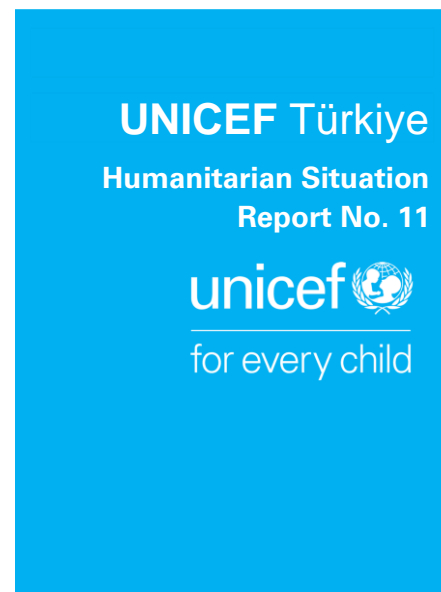 UNICEF Türkiye
Humanitarian Situation
Report No. 11
unicef
for every child